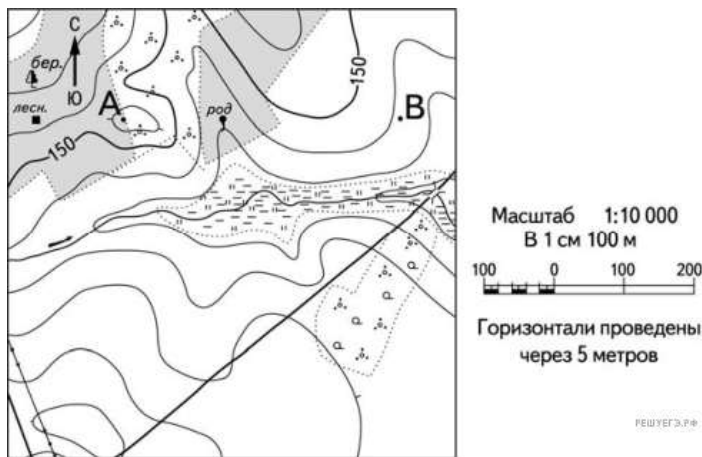 С
бер.
Ю
лесн.
А
род
150
.В
150
Масштаб 1:10 000
В 1 см 100 м
100 0 100 200
Горизонтали проведены
через 5 метров
РЕШУЕГЭ.РФ